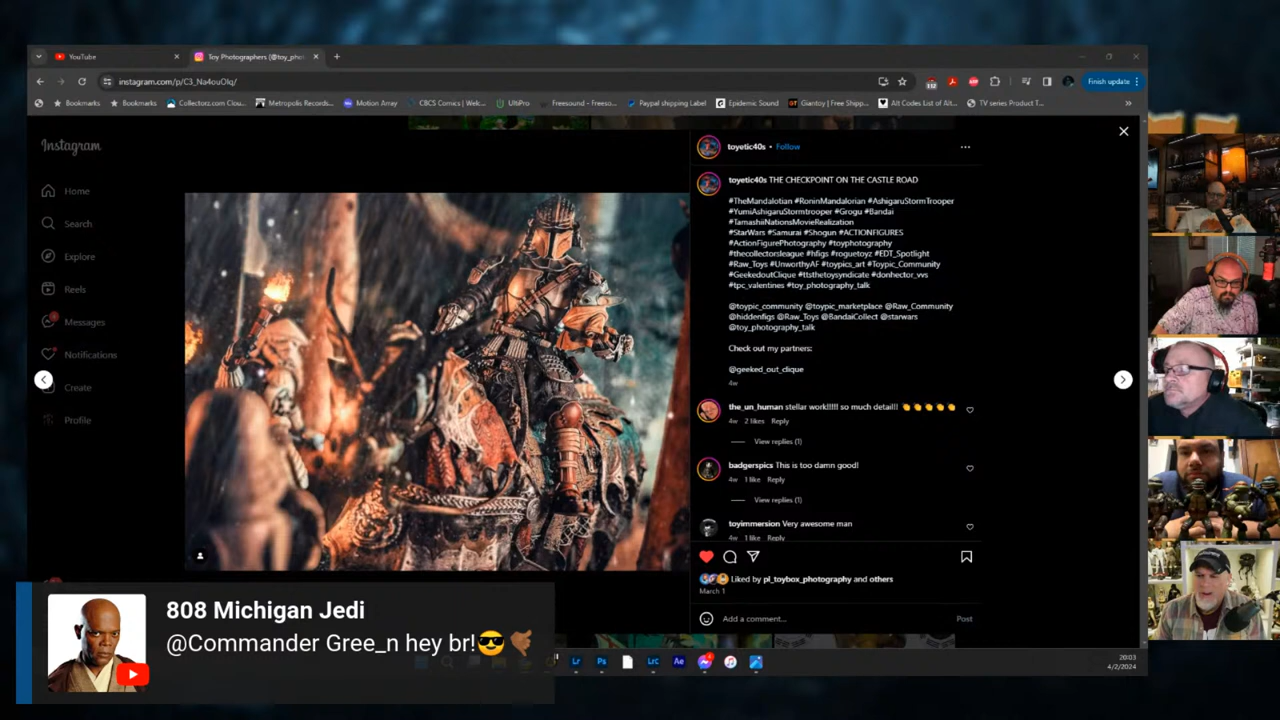 YouTube
Toy Photographers (@toy_pho
instagram.com/p/C3_Na4ouOlq/
Finish update
Bookmarks
Bookmarks
Collectorz.com Clou...
Metropolis Records...
Motion Array
CBCS Comics | Welc...
UltiPro
Freesound - Freeso...
Paypal shipping Label
Epidemic Sound
Giantoy | Free Shipp...
Alt Codes List of Alt...
TV series Product T...
Instagram
Home
Search
Explore
Reels
Messages
Notifications
Create
Profile
toyetic40s • Follow
toyetic40s THE CHECKPOINT ON THE CASTLE ROAD
#TheMandalotian #RoninMandalorian #AshigaruStormTrooper
#YumiAshigaruStormtrooper #Grogu #Bandai
#TamashiiNationsMovieRealization
#StarWars #Samurai #Shogun #ACTIONFIGURES
#ActionFigurePhotography #toyphotography
#thecollectorsleague #hfigs #roguetoyz #EDT_Spotlight
#Raw_Toys #UnworthyAF #toypics_art #Toypic_Community
#GeekedoutClique #ttsthetoysyndicate #donhector_vvs
#tpc_valentines #toy_photography_talk
@toypic_community @toypic_marketplace @Raw_Community
@hiddenfigs @Raw_Toys @BandaiCollect @starwars
@toy_photography_talk
Check out my partners:
@geeked_out_clique
4w
the_un_human stellar work!!!!! so much detail!! 👏👏👏👏👏
4w 2 likes Reply
View replies (1)
badgerspics This is too damn good!
4w 1 like Reply
View replies (1)
toyimmersion Very awesome man
4w 1 like Reply
Liked by pl_toybox_photography and others
March 1
Add a comment...
Post
808 Michigan Jedi
@Commander Gree_n hey br!😎🤙🏽
Lr
Ps
LrC
Ae
20:03
4/2/2024